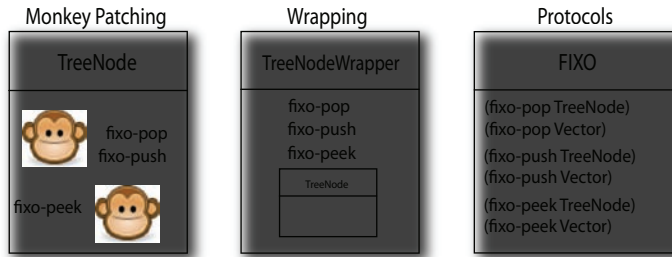 Monkey Patching
TreeNode
fixo-pop
fixo-push
fixo-peek
Wrapping
TreeNodeWrapper
fixo-pop
fixo-push
fixo-peek
TreeNode
Protocols
FIXO
(fixo-pop TreeNode)
(fixo-pop Vector)
(fixo-push TreeNode)
(fixo-push Vector)
(fixo-peek TreeNode)
(fixo-peek Vector)